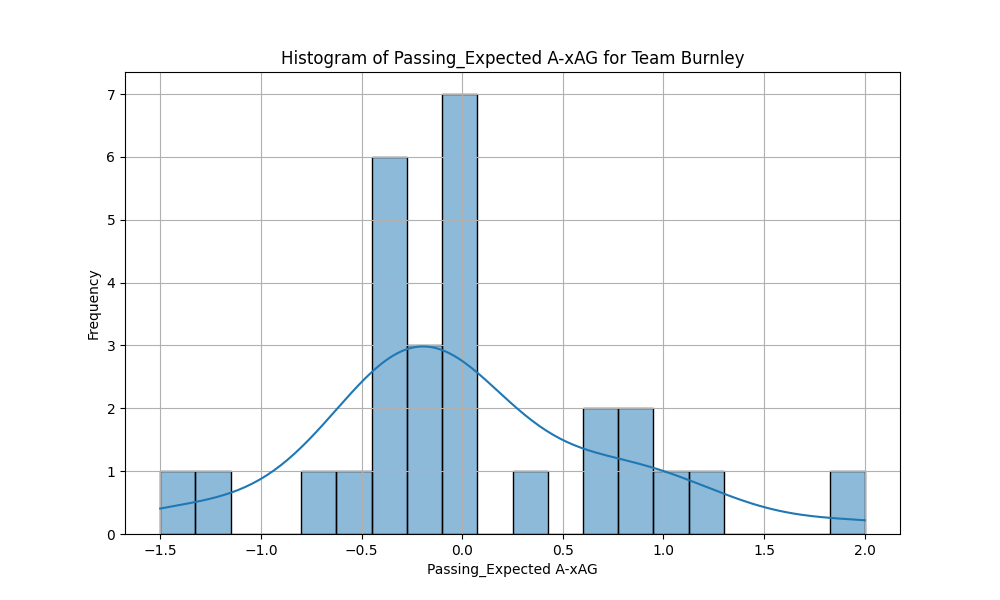 Histogram of Passing_Expected A-xAG for Team Burnley
Frequency
7
6
5
4
3
2
1
0
−1.5 −1.0 −0.5 0.0 0.5 1.0 1.5 2.0
Passing_Expected A-xAG